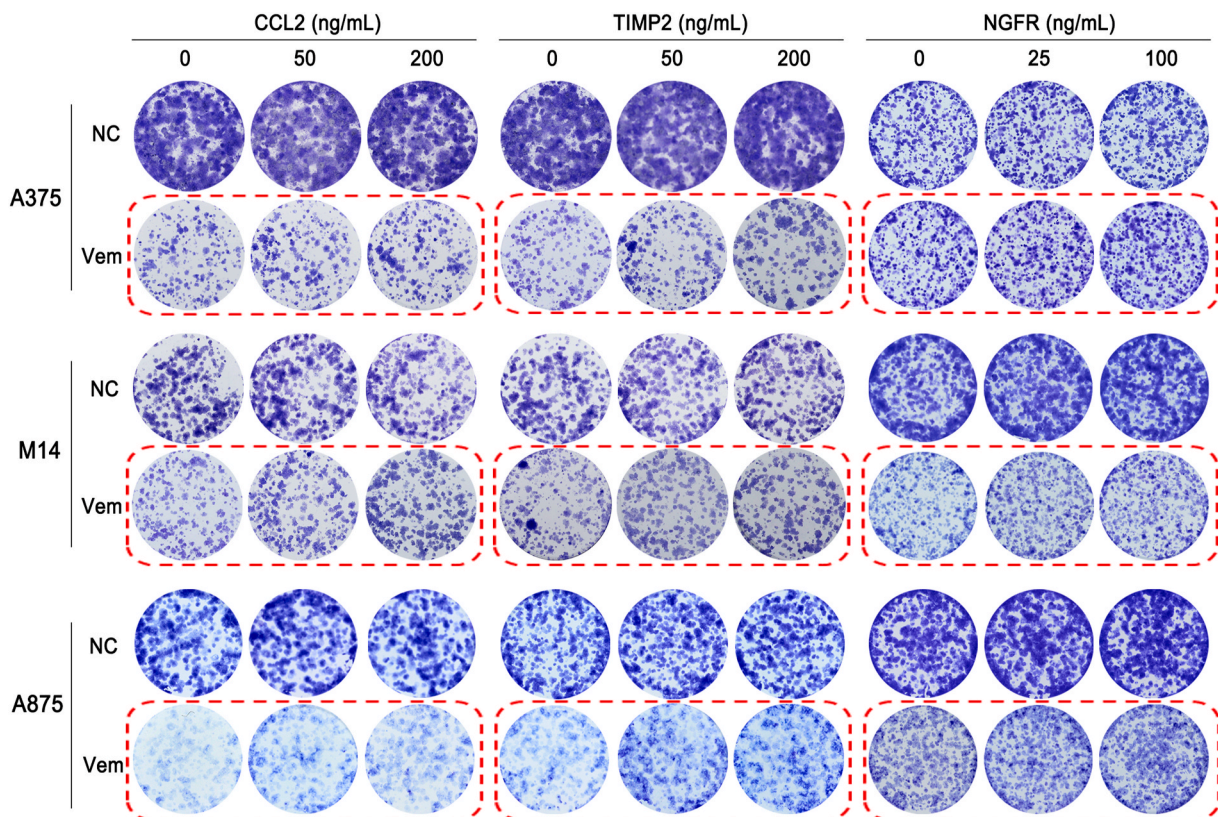 CCL2 (ng/mL) TIMP2 (ng/mL) NGFR (ng/mL)
0 50 200 0 50 200 0 25 100
NC
A375
Vem
NC
M14
Vem
NC
A875
Vem